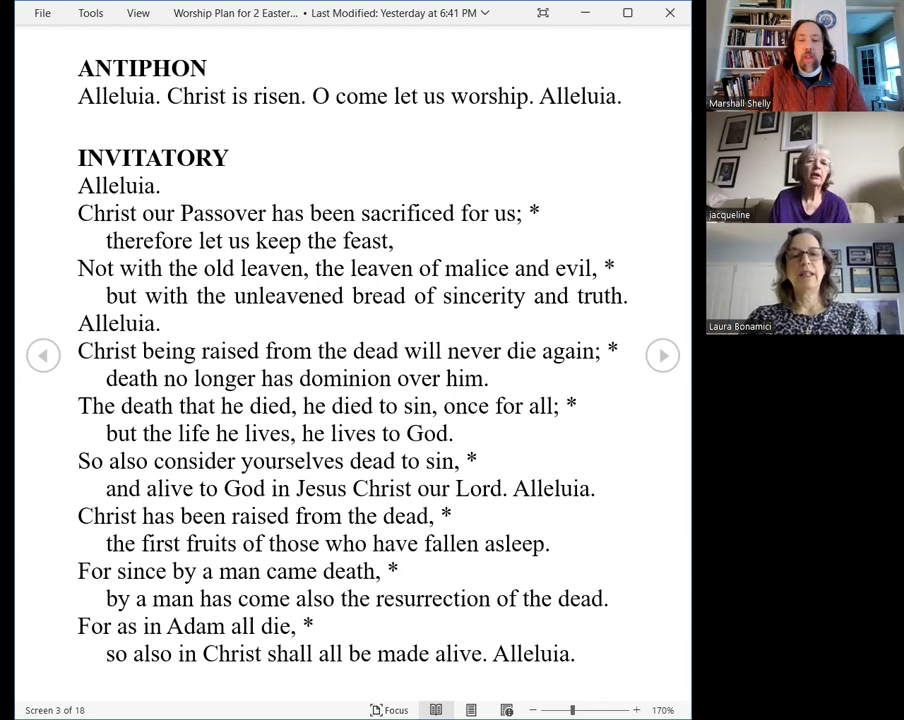 File Tools View Worship Plan for 2 Easter... • Last Modified: Yesterday at 6:41 PM
ANTIPHON
Alleluia. Christ is risen. O come let us worship. Alleluia.
INVITATORY
Alleluia.
Christ our Passover has been sacrificed for us; *
therefore let us keep the feast,
Not with the old leaven, the leaven of malice and evil, *
but with the unleavened bread of sincerity and truth.
Alleluia.
Christ being raised from the dead will never die again; *
death no longer has dominion over him.
The death that he died, he died to sin, once for all; *
but the life he lives, he lives to God.
So also consider yourselves dead to sin, *
and alive to God in Jesus Christ our Lord. Alleluia.
Christ has been raised from the dead, *
the first fruits of those who have fallen asleep.
For since by a man came death, *
by a man has come also the resurrection of the dead.
For as in Adam all die, *
so also in Christ shall all be made alive. Alleluia.
Screen 3 of 18 Focus 170%
Marshall Shelly
jacqueline
Laura Bonamici